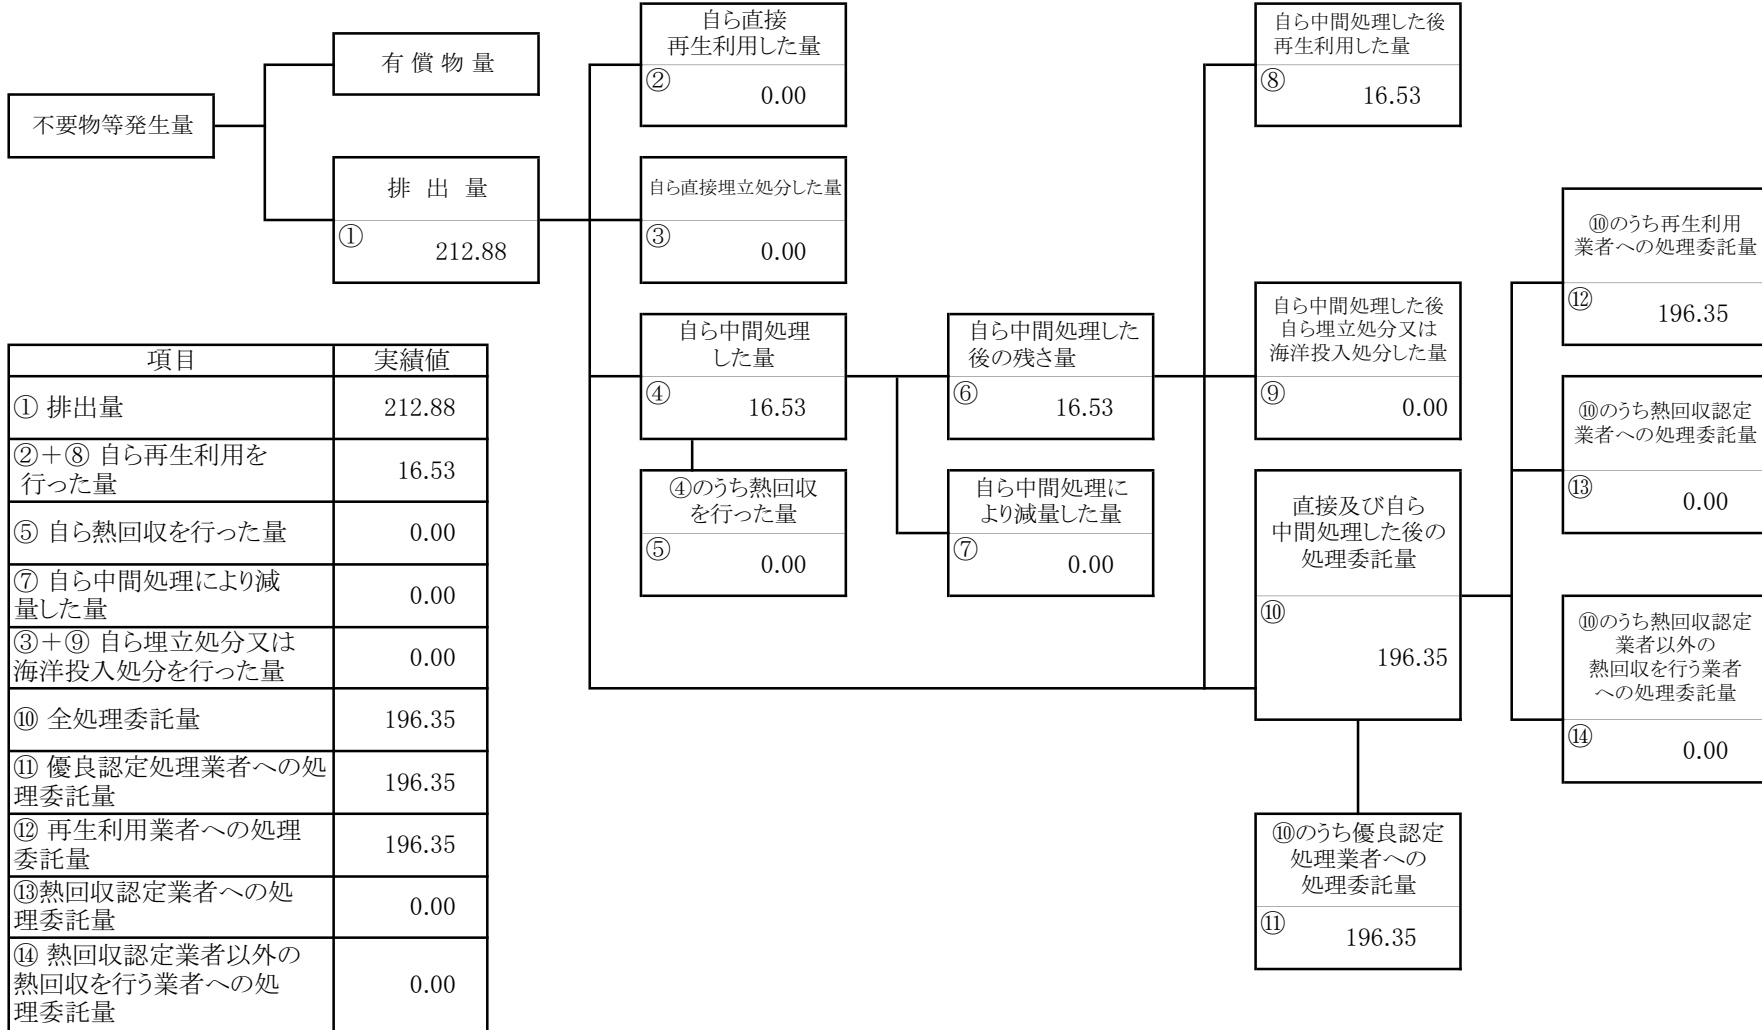 不要物等発生量
有 償 物 量
排 出 量
①
212.88
自ら直接
再生利用した量
②
0.00
自ら直接埋立処分した量
③
0.00
自ら中間処理
した量
④
16.53
④のうち熱回収
を行った量
⑤
0.00
自ら中間処理した
後の残さ量
⑥
16.53
自ら中間処理に
より減量した量
⑦
0.00
自ら中間処理した後
再生利用した量
⑧
16.53
自ら中間処理した後
自ら埋立処分又は
海洋投入処分した量
⑨
0.00
直接及び自ら
中間処理した後の
処理委託量
⑩
196.35
⑩のうち優良認定
処理業者への
処理委託量
⑪
196.35
⑩のうち再生利用
業者への処理委託量
⑫
196.35
⑩のうち熱回収認定
業者への処理委託量
⑬
0.00
⑩のうち熱回収認定
業者以外の
熱回収を行う業者
への処理委託量
⑭
0.00
項目 実績値
① 排出量 212.88
②+⑧ 自ら再生利用を
行った量 16.53
⑤ 自ら熱回収を行った量 0.00
⑦ 自ら中間処理により減
量した量 0.00
③+⑨ 自ら埋立処分又は
海洋投入処分を行った量 0.00
⑩ 全処理委託量 196.35
⑪ 優良認定処理業者への処
理委託量 196.35
⑫ 再生利用業者への処理
委託量 196.35
⑬熱回収認定業者への処
理委託量 0.00
⑭ 熱回収認定業者以外の
熱回収を行う業者への処
理委託量 0.00